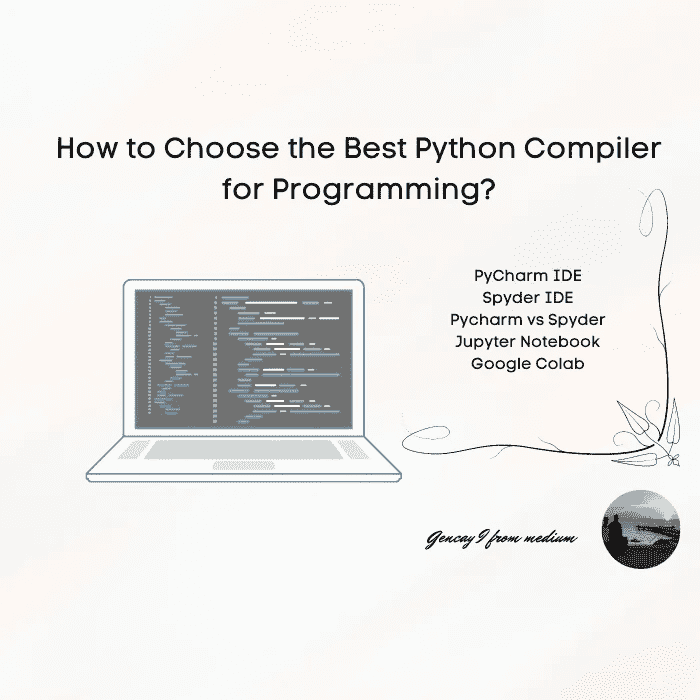 How to Choose the Best Python Compiler
for Programming?
PyCharm IDE
Spyder IDE
Pycharm vs Spyder
Jupyter Notebook
Google Colab
Gencay I from medium